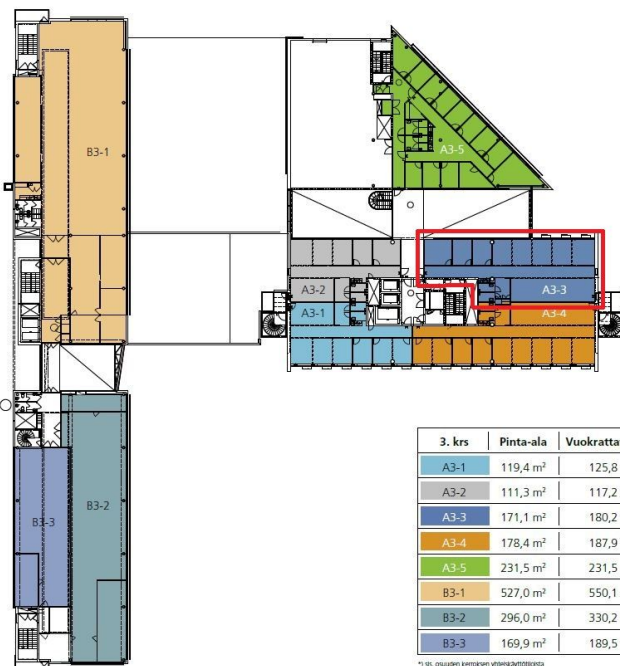 B3-1
A3-5
A3-2
A3-3
A3-1
A3-4
B3-2
B3-3
3. krs Pinta-ala Vuokratta
A3-1 119,4 m² 125,8
A3-2 111,3 m² 117,2
A3-3 171,1 m² 180,2
A3-4 178,4 m² 187,9
A3-5 231,5 m² 231,5
B3-1 527,0 m² 550,1
B3-2 296,0 m² 330,2
B3-3 169,9 m² 189,5
*) sis. osuuden kerroksen yhteiskäyttötiloista